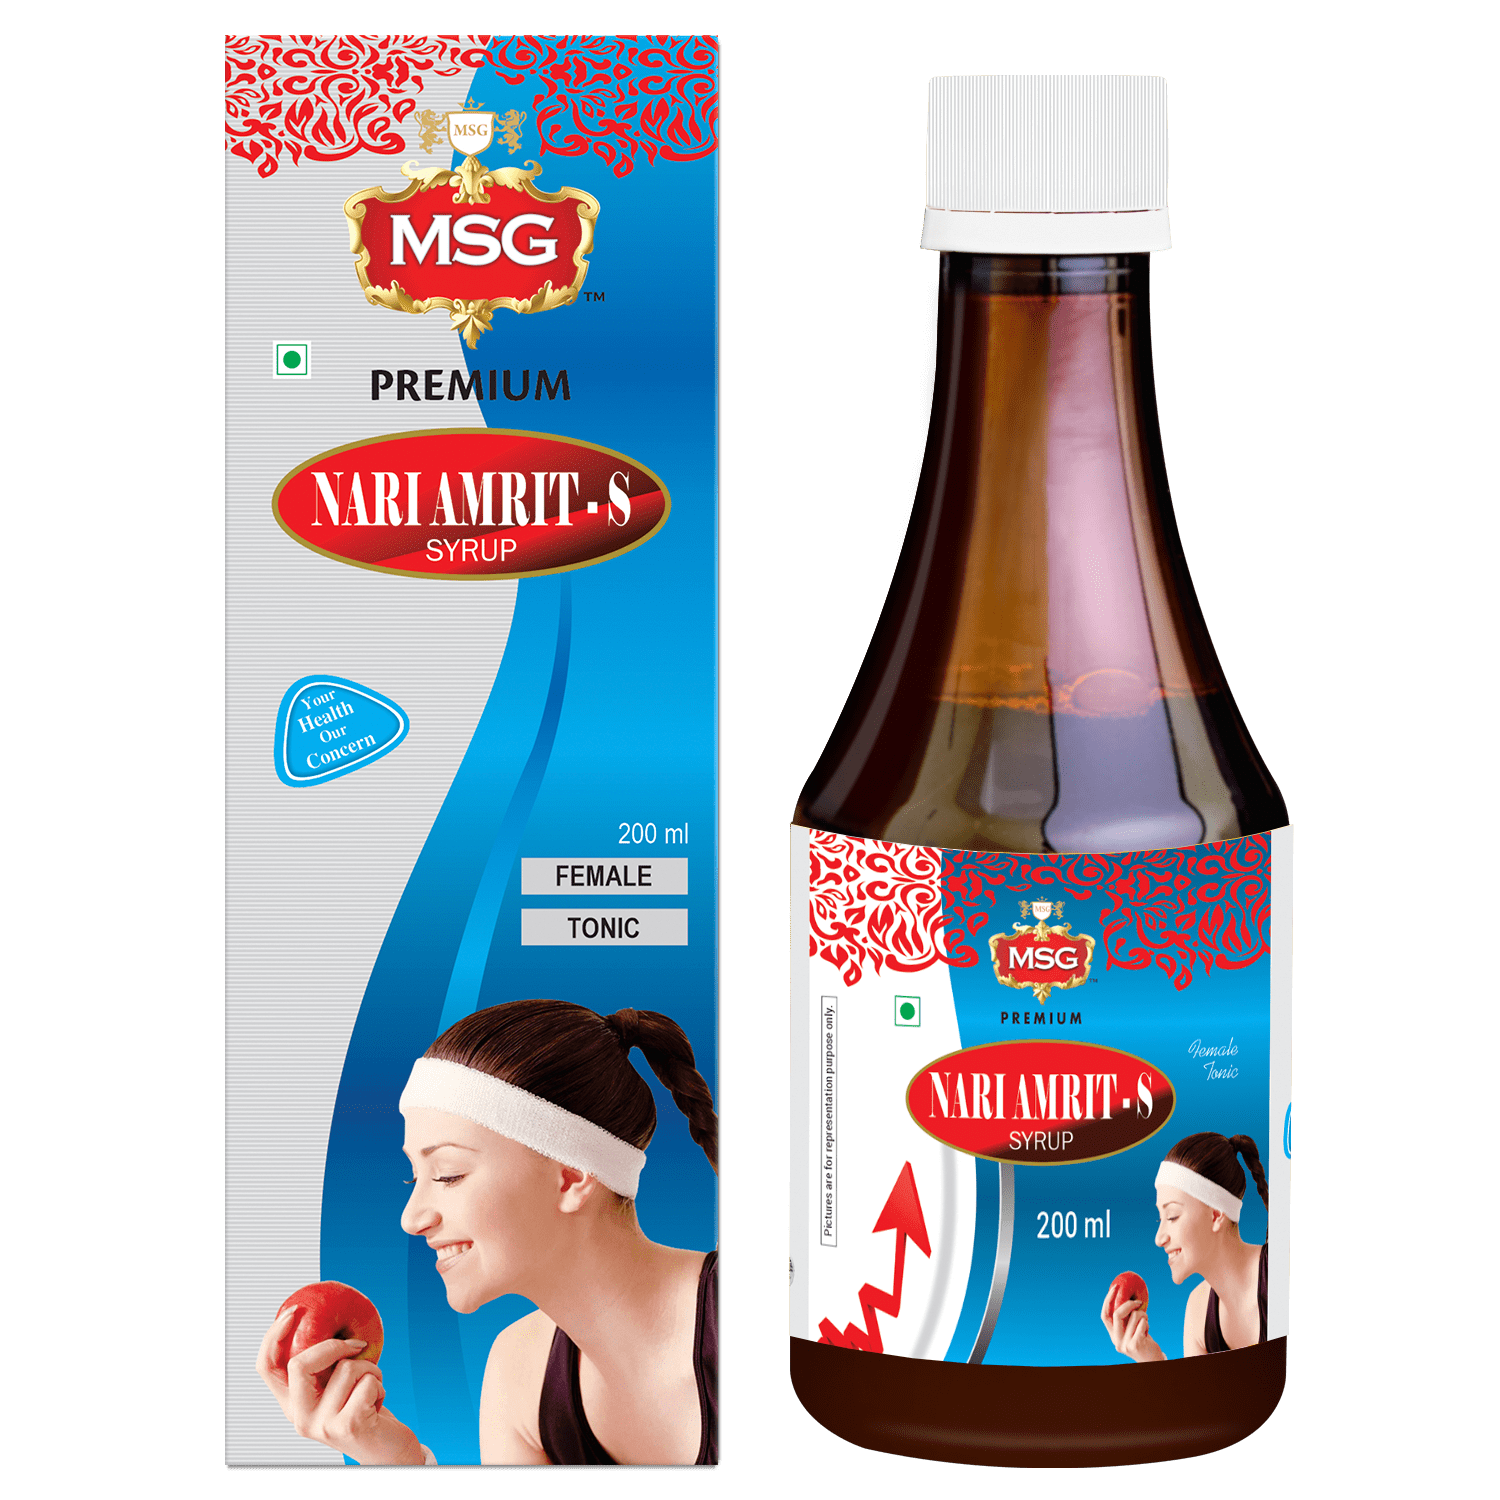 MSG
MSG
TM
PREMIUM
NARI AMRIT - S
SYRUP
Your
Health
Our
Concern
200 ml
FEMALE
TONIC
MSG
MSG
TM
PREMIUM
Female
Tonic
NARI AMRIT - S
SYRUP
200 ml
Pictures are for representation purpose only.